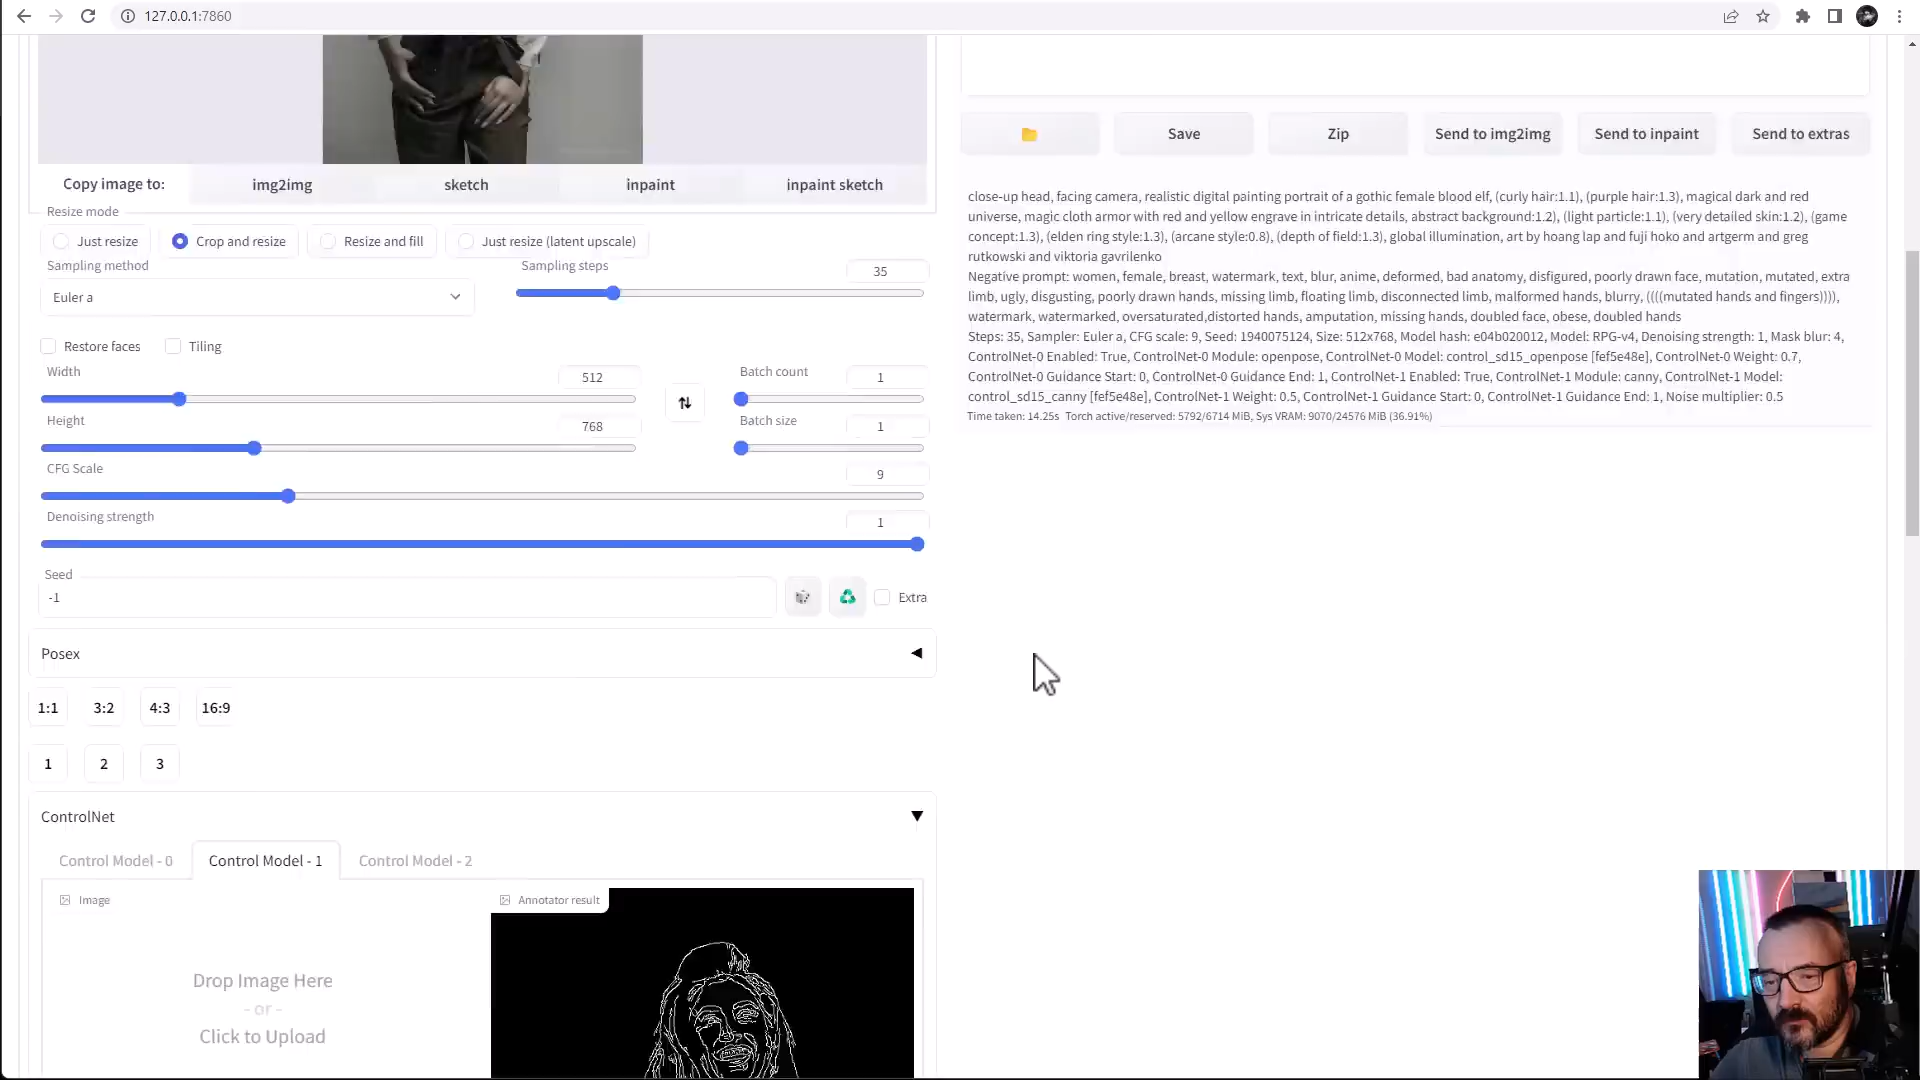 127.0.0.1:7860
Save
Zip
Send to img2img
Send to inpaint
Send to extras
Copy image to:
img2img
sketch
inpaint
inpaint sketch
Resize mode
Just resize
Crop and resize
Resize and fill
Just resize (latent upscale)
Sampling method
Euler a
Sampling steps
35
Restore faces
Tiling
Width
512
Batch count
1
Height
768
Batch size
1
CFG Scale
9
Denoising strength
1
Seed
-1
Extra
Posex
1:1
3:2
4:3
16:9
1
2
3
ControlNet
Control Model - 0
Control Model - 1
Control Model - 2
Image
Annotator result
Drop Image Here
- or -
Click to Upload
close-up head, facing camera, realistic digital painting portrait of a gothic female blood elf, (curly hair:1.1), (purple hair:1.3), magical dark and red
universe, magic cloth armor with red and yellow engrave in intricate details, abstract background:1.2), (light particle:1.1), (very detailed skin:1.2), (game
concept:1.3), (elden ring style:1.3), (arcane style:0.8), (depth of field:1.3), global illumination, art by hoang lap and fuji hoko and artgerm and greg
rutkowski and viktoria gavrilenko
Negative prompt: women, female, breast, watermark, text, blur, anime, deformed, bad anatomy, disfigured, poorly drawn face, mutation, mutated, extra
limb, ugly, disgusting, poorly drawn hands, missing limb, floating limb, disconnected limb, malformed hands, blurry, ((((mutated hands and fingers)))),
watermark, watermarked, oversaturated,distorted hands, amputation, missing hands, doubled face, obese, doubled hands
Steps: 35, Sampler: Euler a, CFG scale: 9, Seed: 1940075124, Size: 512x768, Model hash: e04b020012, Model: RPG-v4, Denoising strength: 1, Mask blur: 4,
ControlNet-0 Enabled: True, ControlNet-0 Module: openpose, ControlNet-0 Model: control_sd15_openpose [fef5e48e], ControlNet-0 Weight: 0.7,
ControlNet-0 Guidance Start: 0, ControlNet-0 Guidance End: 1, ControlNet-1 Enabled: True, ControlNet-1 Module: canny, ControlNet-1 Model:
control_sd15_canny [fef5e48e], ControlNet-1 Weight: 0.5, ControlNet-1 Guidance Start: 0, ControlNet-1 Guidance End: 1, Noise multiplier: 0.5
Time taken: 14.25s Torch active/reserved: 5792/6714 MiB, Sys VRAM: 9070/24576 MiB (36.91%)